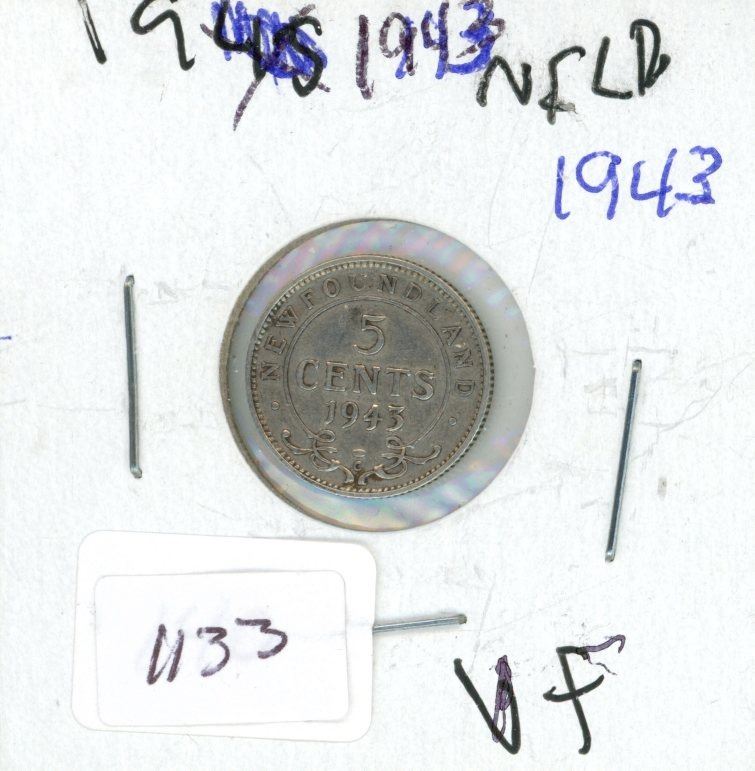 1945 1943 NFLD
1943
NEWFOUNDLAND
5
CENTS
1943
C
1133
VF